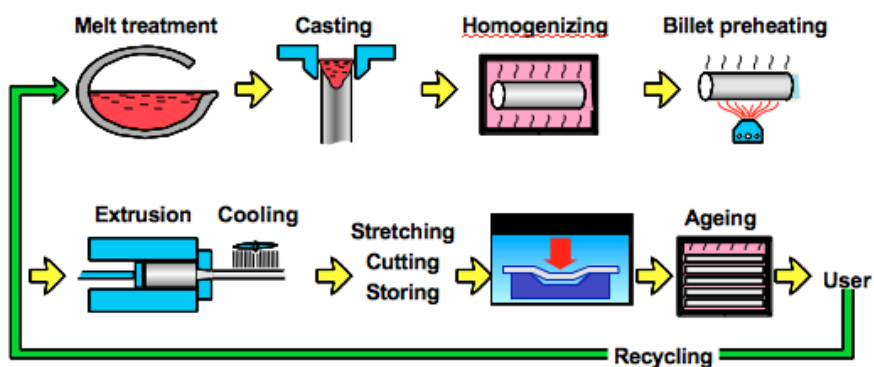 Melt treatment
Casting
Homogenizing
Billet preheating
Extrusion
Cooling
Stretching
Cutting
Storing
Ageing
User
Recycling